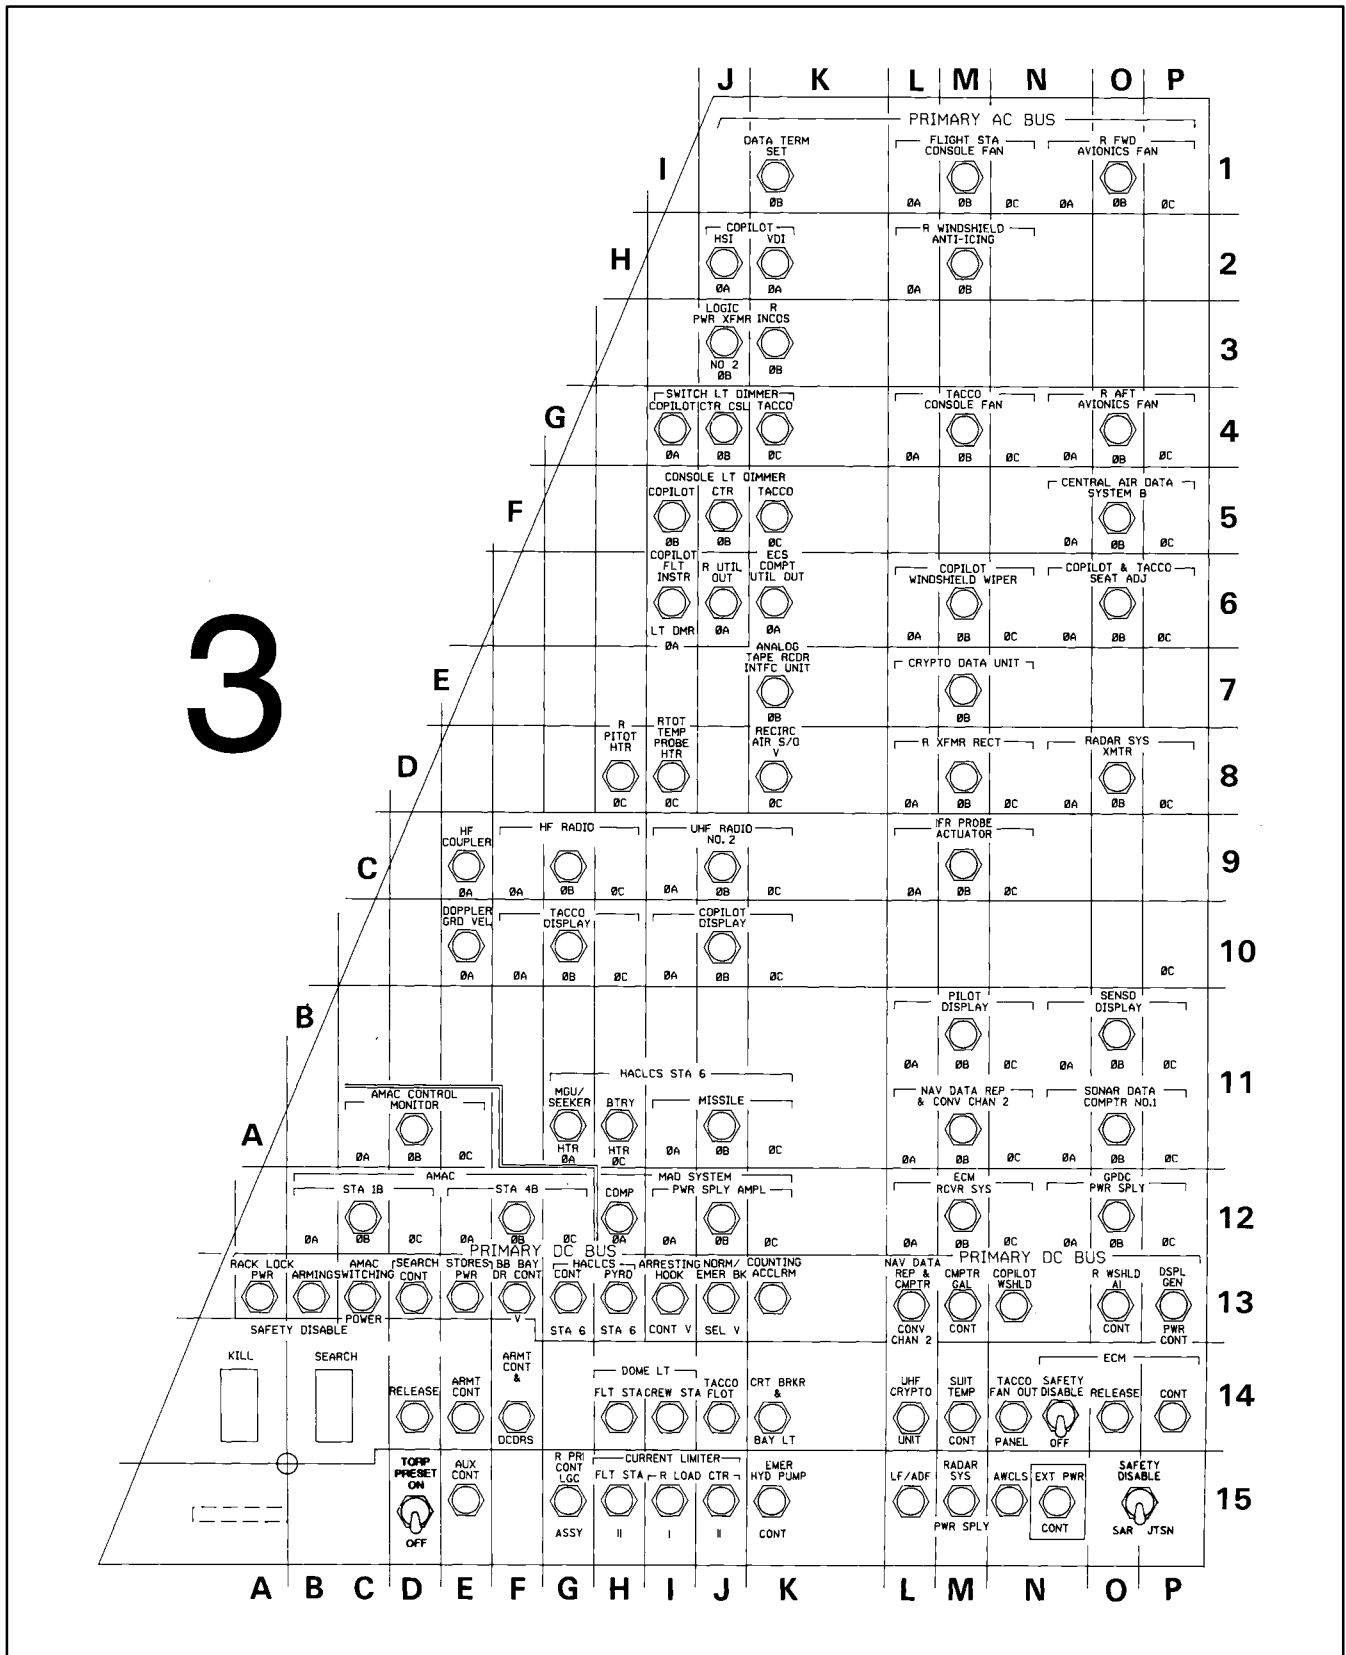 J K L M N O P
PRIMARY AC BUS
DATA TERM SET
ØB
FLIGHT STA CONSOLE FAN
ØA ØB ØC
R FWD AVIONICS FAN
ØA ØB ØC
I 1
COPILOT
HSI VDI
ØA ØA
R WINDSHIELD ANTI-ICING
ØA ØB
H 2
LOGIC PWR XFMR
NO 2
ØB
R INCOS
ØB
3
SWITCH LT DIMMER
COPILOT CTR CSL TACCO
ØA ØB ØC
TACCO CONSOLE FAN
ØA ØB ØC
R AFT AVIONICS FAN
ØA ØB ØC
G 4
CONSOLE LT DIMMER
COPILOT CTR TACCO
ØB ØB ØC
CENTRAL AIR DATA SYSTEM B
ØA ØB ØC
F 5
COPILOT FLT INSTR
LT DMR
ØA
R UTIL OUT
ØA
ECS COMPT UTIL OUT
ØA
COPILOT WINDSHIELD WIPER
ØA ØB ØC
COPILOT & TACCO SEAT ADJ
ØA ØB ØC
6
3
ANALOG TAPE RCDR INTFC UNIT
ØB
CRYPTO DATA UNIT
ØB
E 7
R PITOT HTR
ØC
RTOT TEMP PROBE HTR
ØC
RECIRC AIR S/O V
ØC
R XFMR RECT
ØA ØB ØC
RADAR SYS XMTR
ØA ØB ØC
D 8
HF COUPLER
ØA
HF RADIO
ØA ØB ØC
UHF RADIO NO.2
ØA ØB ØC
IFR PROBE ACTUATOR
ØA ØB ØC
C 9
DOPPLER GRD VEL
ØA
TACCO DISPLAY
ØA ØB ØC
COPILOT DISPLAY
ØA ØB ØC
ØC
10
PILOT DISPLAY
ØA ØB ØC
SENSO DISPLAY
ØA ØB ØC
B 11
AMAC CONTROL MONITOR
ØA ØB ØC
HACLCS STA 6
MGU/ SEEKER
HTR
ØA
BTRY
HTR
ØC
MISSILE
ØA ØB ØC
NAV DATA REP & CONV CHAN 2
ØA ØB ØC
SONAR DATA COMPTR NO.1
ØA ØB ØC
A
AMAC
STA 1B
ØA ØB ØC
STA 4B
ØA ØB ØC
MAD SYSTEM
COMP
ØA
PWR SPLY AMPL
ØA ØB ØC
ECM RCVR SYS
ØA ØB ØC
GPDC PWR SPLY
ØA ØB ØC
12
PRIMARY DC BUS PRIMARY DC BUS
RACK LOCK PWR
ARMING
AMAC SWITCHING
POWER
SEARCH CONT
STORES PWR
BB BAY DR CONT
V
HACLCS
CONT
STA 6
PYRD
STA 6
ARRESTING HOOK
CONT V
NORM/ EMER BK
SEL V
COUNTING ACCLRM
NAV DATA REP & CMPTR
CONV CHAN 2
CMPTR GAL
CONT
COPILOT WSHLD
R WSHLD AI
CONT
DSPL GEN
PWR CONT
13
SAFETY DISABLE
KILL SEARCH
RELEASE
ARMT CONT
ARMT CONT &
DCDRS
DOME LT
FLT STA CREW STA
TACCO FLOT
CRT BRKR &
BAY LT
UHF CRYPTO
UNIT
SUIT TEMP
CONT
TACCO FAN OUT
PANEL
ECM
SAFETY DISABLE
OFF
RELEASE
CONT
14
TORP PRESET
ON
OFF
AUX CONT
R PRI CONT LGC
ASSY
CURRENT LIMITER
FLT STA R LOAD CTR
II I II
EMER HYD PUMP
CONT
LF/ADF
RADAR SYS
PWR SPLY
AWCLS
EXT PWR
CONT
SAFETY DISABLE
SAR JTSN
15
A B C D E F G H I J K L M N O P